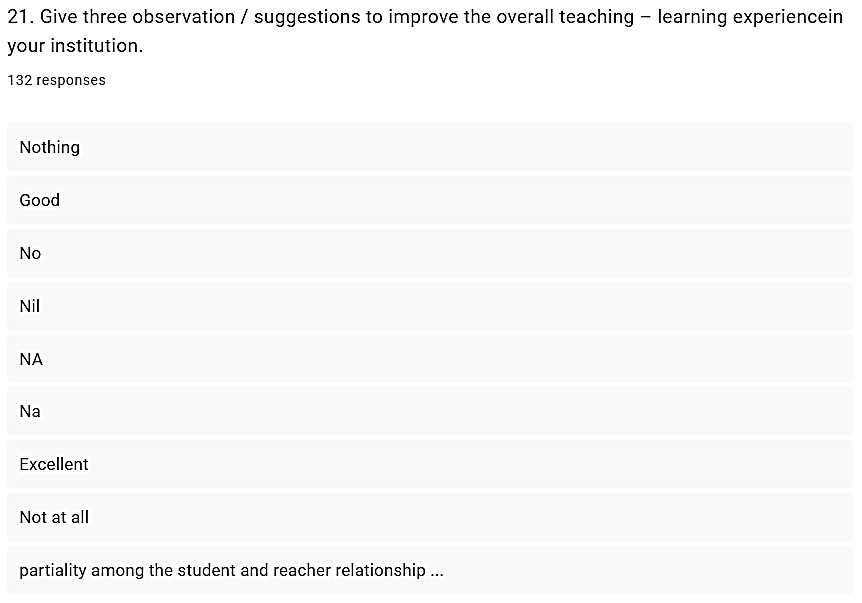 21. Give three observation / suggestions to improve the overall teaching – learning experiencein
your institution.
132 responses
Nothing
Good
No
Nil
NA
Na
Excellent
Not at all
partiality among the student and reacher relationship ...